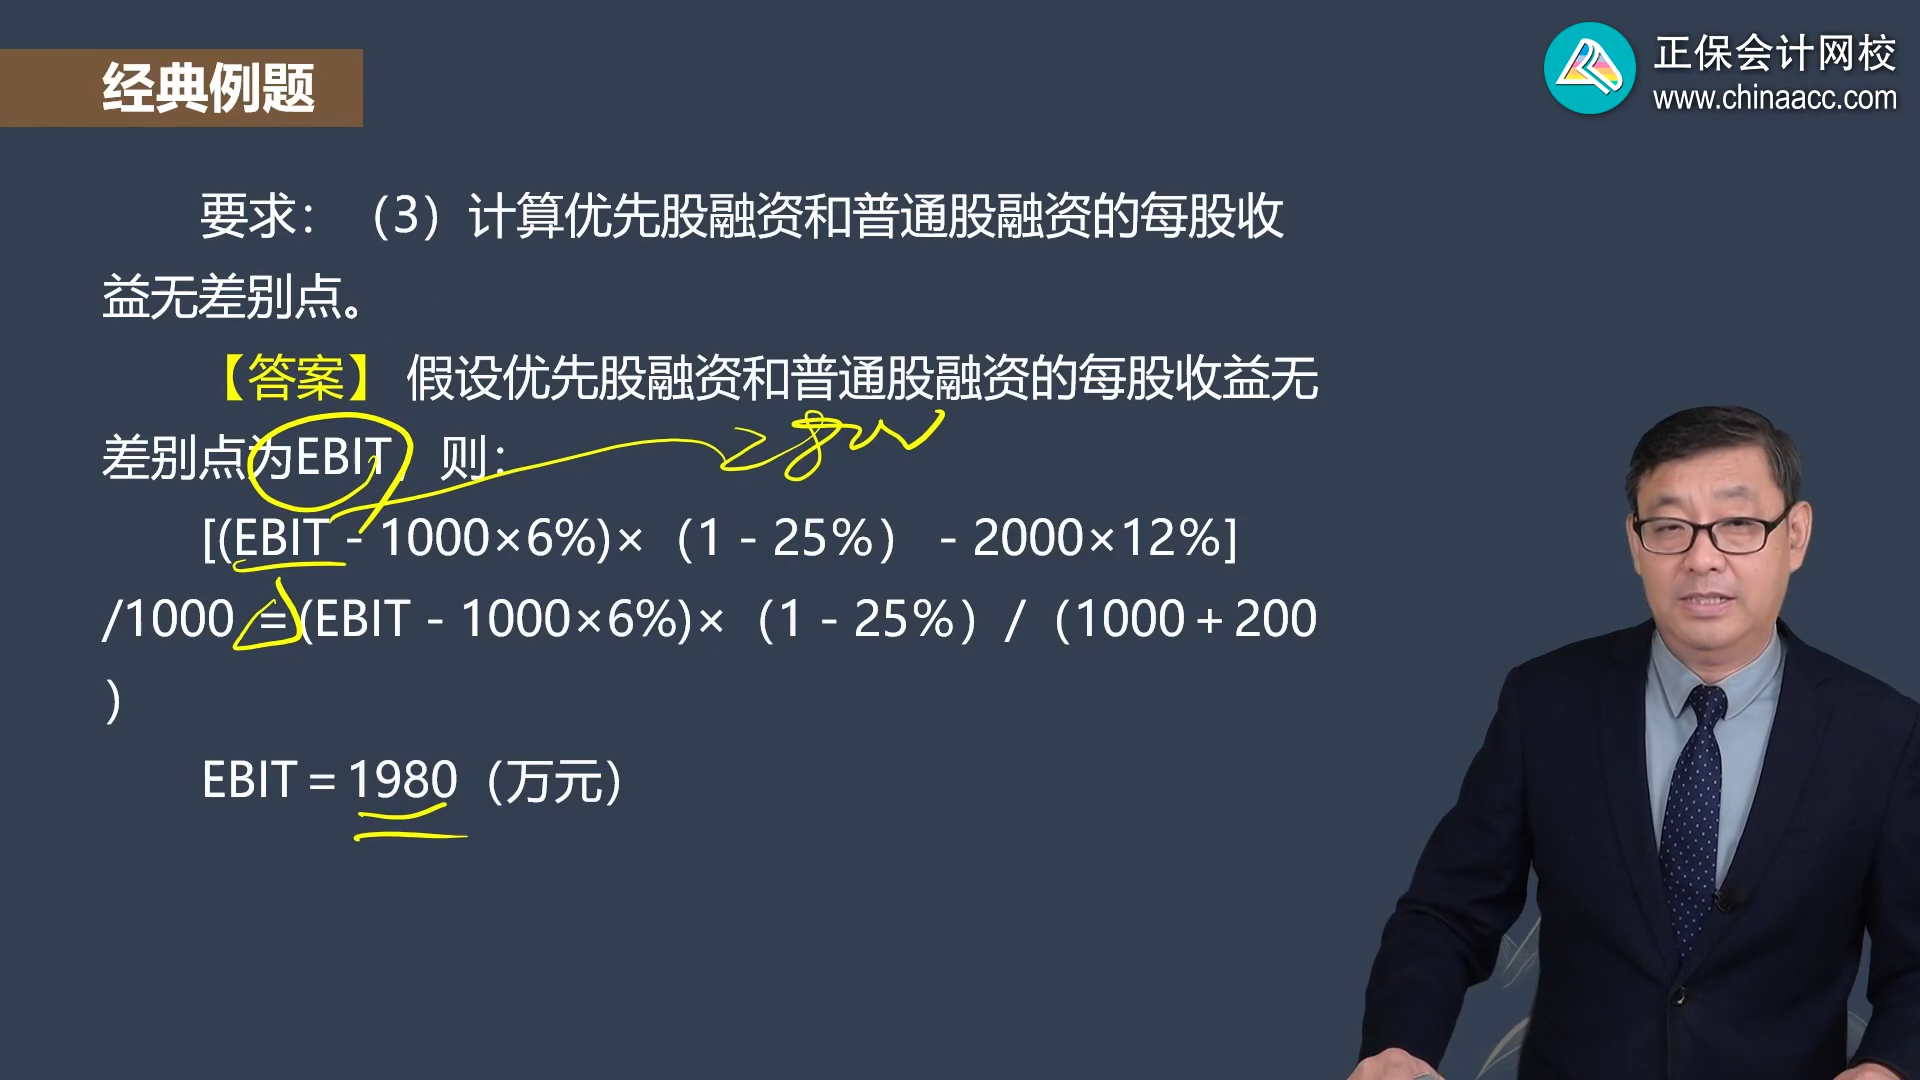 经典例题
正保会计网校
www.chinaacc.com
要求：（3）计算优先股融资和普通股融资的每股收
益无差别点。
【答案】 假设优先股融资和普通股融资的每股收益无
差别点为EBIT，则：
[(EBIT－1000×6%)×（1－25%）－2000×12%]
/1000＝(EBIT－1000×6%)×（1－25%）/（1000＋200
）
EBIT＝1980（万元）